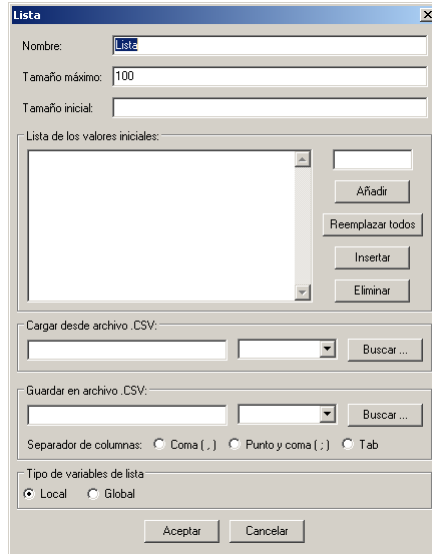 Lista
Nombre: Lista
Tamaño máximo: 100
Tamaño inicial:
Lista de los valores iniciales:
Añadir
Reemplazar todos
Insertar
Eliminar
Cargar desde archivo .CSV:
Buscar ...
Guardar en archivo .CSV:
Buscar ...
Separador de columnas: Coma ( , ) Punto y coma ( ; ) Tab
Tipo de variables de lista
Local Global
Aceptar Cancelar